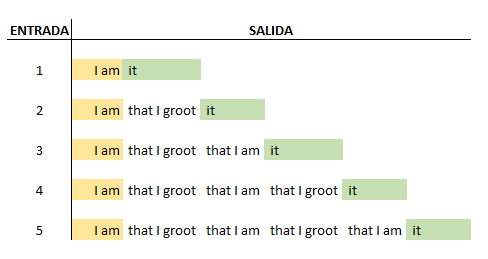 ENTRADA SALIDA
1 I am it
2 I am that I groot it
3 I am that I groot that I am it
4 I am that I groot that I am that I groot it
5 I am that I groot that I am that I groot that I am it